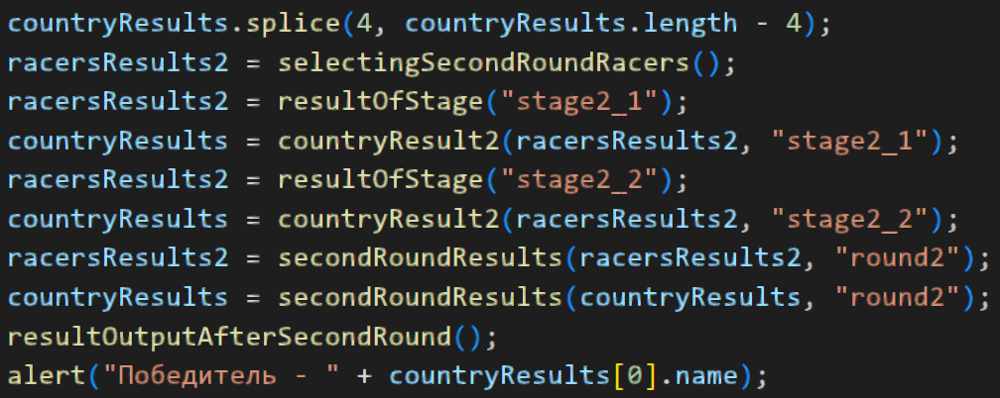 countryResults.splice(4, countryResults.length - 4);
racersResults2 = selectingSecondRoundRacers();
racersResults2 = resultOfStage("stage2_1");
countryResults = countryResult2(racersResults2, "stage2_1");
racersResults2 = resultOfStage("stage2_2");
countryResults = countryResult2(racersResults2, "stage2_2");
racersResults2 = secondRoundResults(racersResults2, "round2");
countryResults = secondRoundResults(countryResults, "round2");
resultOutputAfterSecondRound();
alert("Победитель - " + countryResults[0].name);